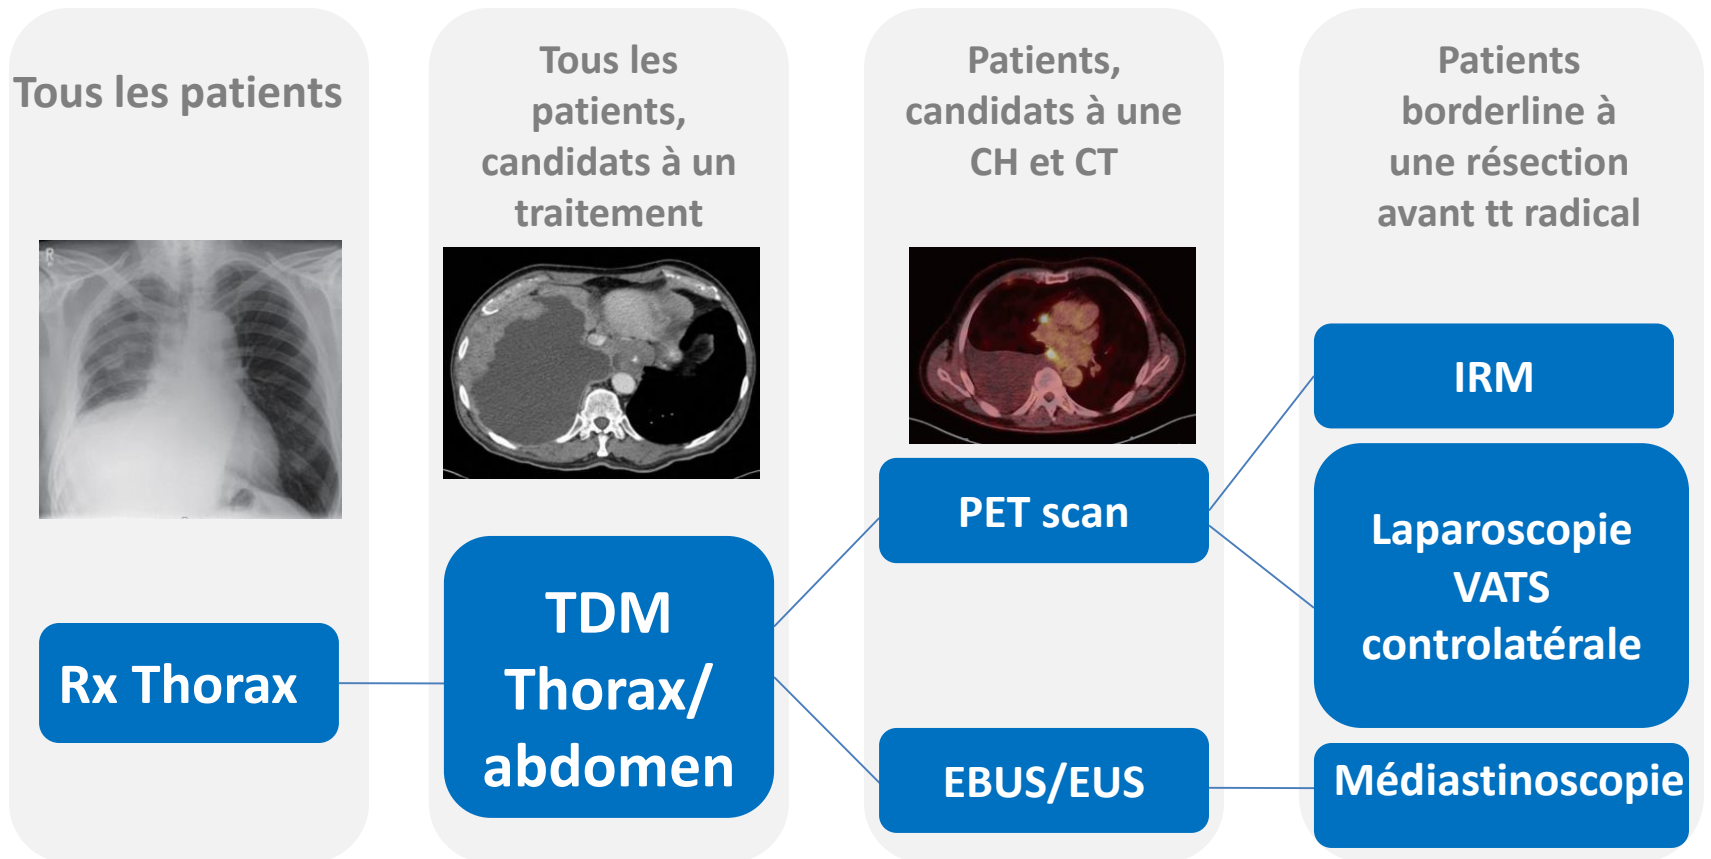 Tous les patients
R
Rx Thorax
Tous les
patients,
candidats à un
traitement
TDM
Thorax/
abdomen
Patients,
candidats à une
CH et CT
PET scan
EBUS/EUS
Patients
borderline à
une résection
avant tt radical
IRM
Laparoscopie
VATS
controlatérale
Médiastinoscopie